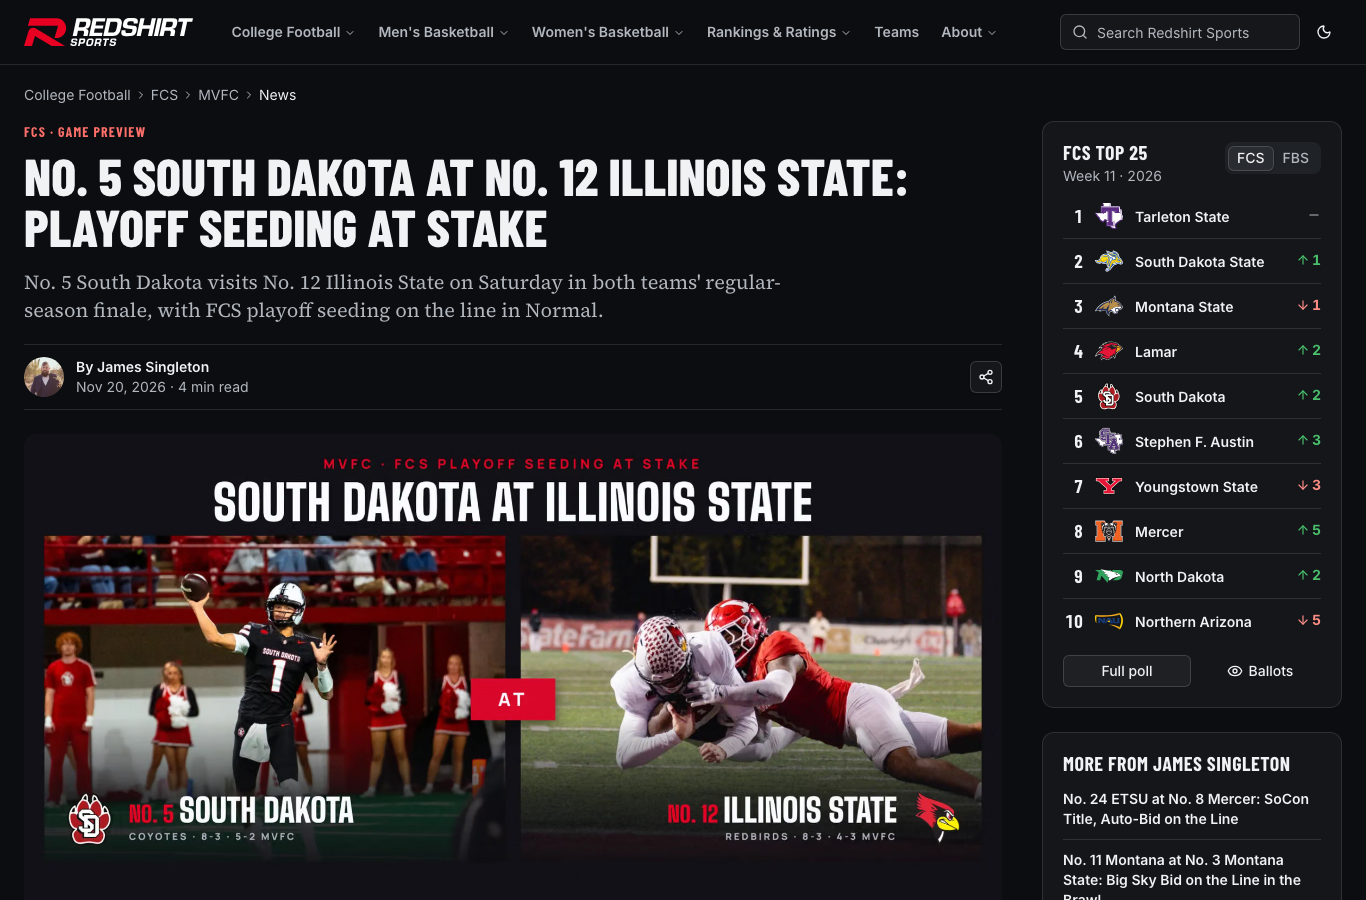 REDSHIRT
SPORTS
College Football
Men's Basketball
Women's Basketball
Rankings & Ratings
Teams
About
Search Redshirt Sports
College Football > FCS > MVFC > News
FCS · GAME PREVIEW
NO. 5 SOUTH DAKOTA AT NO. 12 ILLINOIS STATE:
PLAYOFF SEEDING AT STAKE
No. 5 South Dakota visits No. 12 Illinois State on Saturday in both teams' regular-
season finale, with FCS playoff seeding on the line in Normal.
By James Singleton
Nov 20, 2026 · 4 min read
MVFC · FCS PLAYOFF SEEDING AT STAKE
SOUTH DAKOTA AT ILLINOIS STATE
SOUTH DAKOTA
1
StateFarm
AT
NO. 5 SOUTH DAKOTA
COYOTES · 8-3 · 5-2 MVFC
NO. 12 ILLINOIS STATE
REDBIRDS · 8-3 · 4-3 MVFC
FCS TOP 25
Week 11 · 2026
FCS
FBS
1 Tarleton State –
2 South Dakota State ↑ 1
3 Montana State ↓ 1
4 Lamar ↑ 2
5 South Dakota ↑ 2
6 Stephen F. Austin ↑ 3
7 Youngstown State ↓ 3
8 Mercer ↑ 5
9 North Dakota ↑ 2
10 Northern Arizona ↓ 5
Full poll
Ballots
MORE FROM JAMES SINGLETON
No. 24 ETSU at No. 8 Mercer: SoCon
Title, Auto-Bid on the Line
No. 11 Montana at No. 3 Montana
State: Big Sky Bid on the Line in the
Brawl